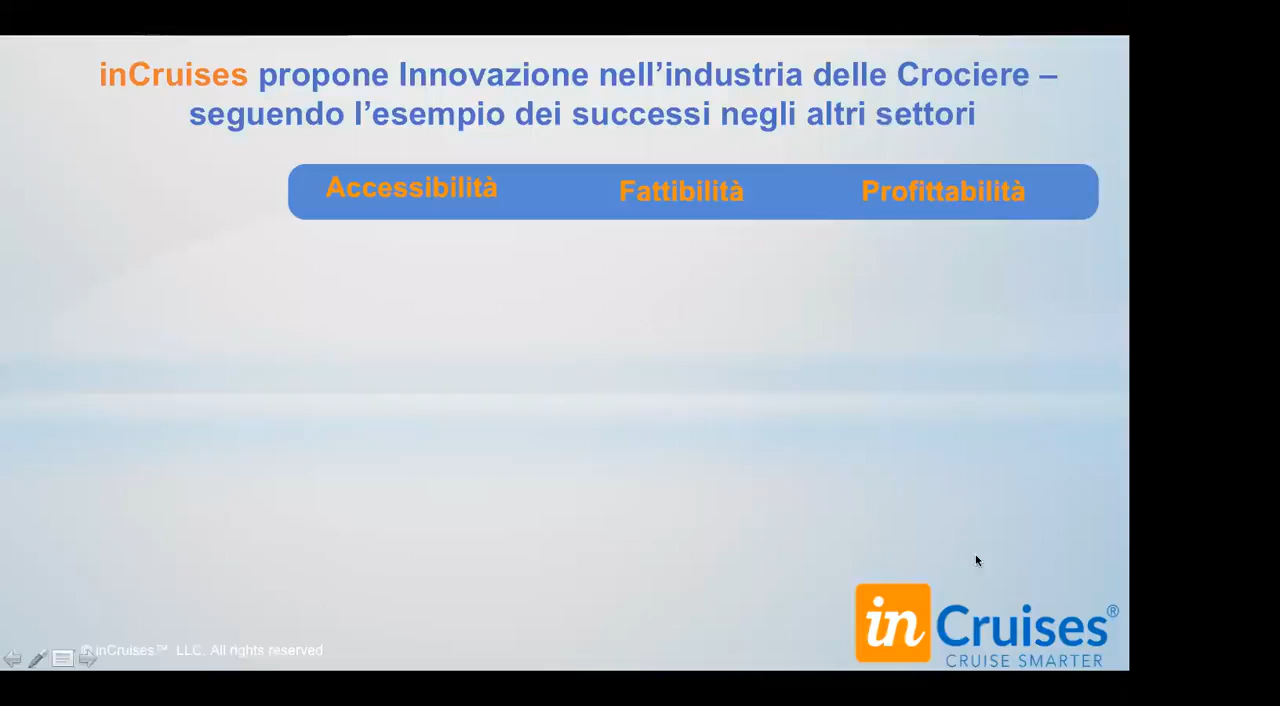 inCruises propone Innovazione nell’industria delle Crociere –
seguendo l’esempio dei successi negli altri settori
Accessibilità Fattibilità Profittabilità
in Cruises®
CRUISE SMARTER
© inCruises™ LLC. All rights reserved